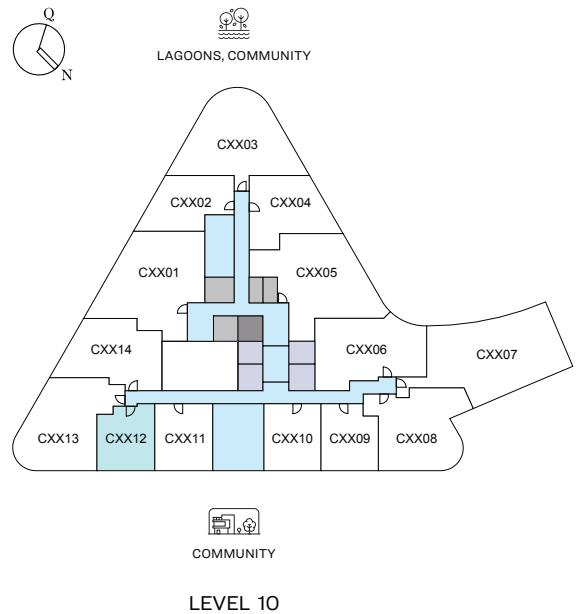 Q
N
LAGOONS, COMMUNITY
CXX03
CXX02
CXX04
CXX01
CXX05
CXX14
CXX06
CXX07
CXX13
CXX12
CXX11
CXX10
CXX09
CXX08
COMMUNITY
LEVEL 10